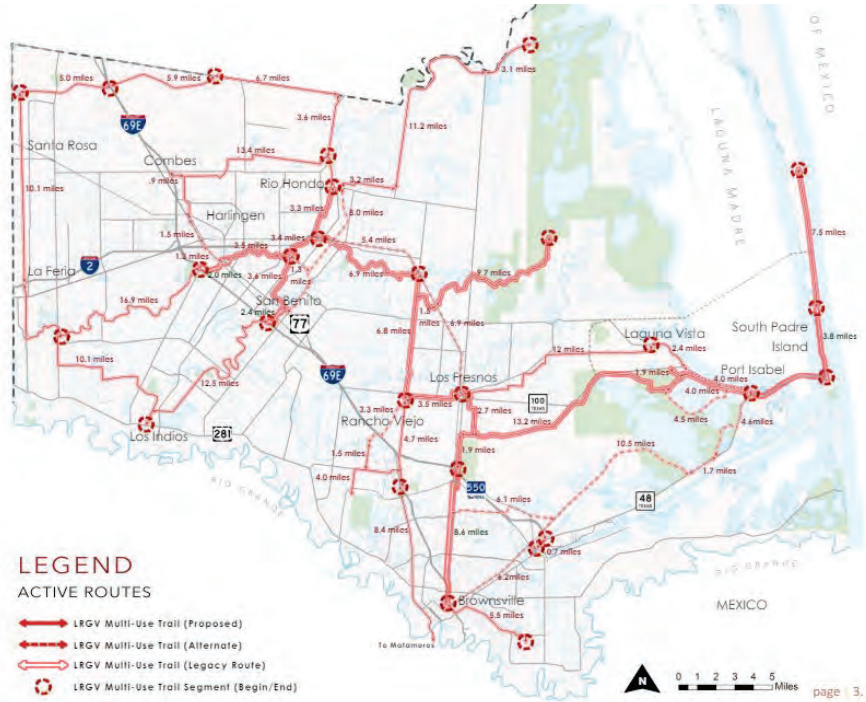 OF MEXICO
3.1 miles
5.0 miles
5.9 miles
6.7 miles
LAGUNA MADRE
69E
3.6 miles
11.2 miles
Santa Rosa
Combes
13.4 miles
.9 miles
Rio Hondo
3.2 miles
10.1 miles
3.3 miles
8.0 miles
Harlingen
7.5 miles
1.5 miles
3.5 miles
3.4 miles
5.4 miles
La Feria
2
1.3 miles
2.0 miles
3.6 miles
1.3 miles
6.9 miles
9.7 miles
16.9 miles
San Benito
2.4 miles
77
miles
6.9 miles
6.8 miles
South Padre
Island
3.8 miles
Laguna Vista
2.4 miles
12 miles
10.1 miles
69E
Port Isabel
1.9 miles
4.0 miles
4.0 miles
12.5 miles
Los Fresnos
3.3 miles
3.5 miles
2.7 miles
100
TEXAS
13.2 miles
4.5 miles
4.6 miles
Rancho Viejo
Los Indios
281
4.7 miles
1.9 miles
10.5 miles
1.5 miles
1.7 miles
4.0 miles
550
48
TEXAS
RIO GRANDE
6.1 miles
8.4 miles
8.6 miles
0.7 miles
RIO GRANDE
6.2 miles
Brownsville
5.5 miles
MEXICO
To Matamoros
LEGEND
ACTIVE ROUTES
LRGV Multi-Use Trail (Proposed)
LRGV Multi-Use Trail (Alternate)
LRGV Multi-Use Trail (Legacy Route)
LRGV Multi-Use Trail Segment (Begin/End)
N
0 1 2 3 4 5
Miles
page | 3.